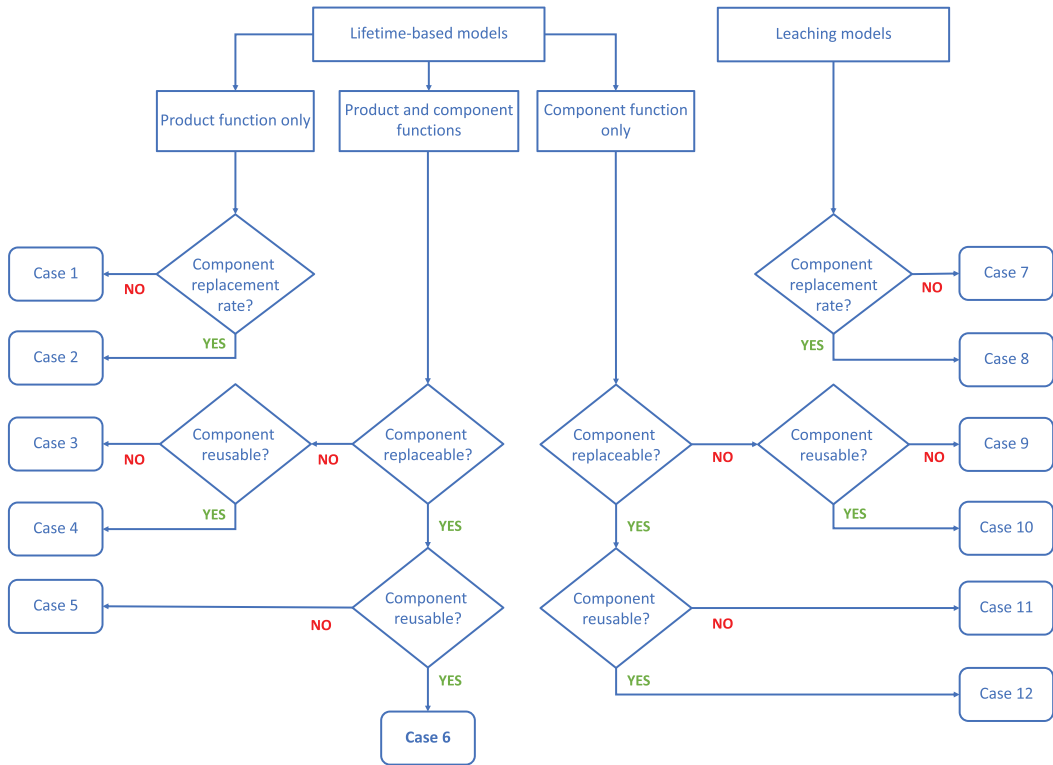 Lifetime-based models
Leaching models
Product function only
Product and component
functions
Component function
only
Component
replacement
rate?
Case 1
NO
YES
Case 2
Component
replacement
rate?
NO
Case 7
YES
Case 8
Case 3
NO
Component
reusable?
NO
Component
replaceable?
Component
replaceable?
NO
Component
reusable?
NO
Case 9
YES
Case 4
YES
YES
YES
Case 10
Case 5
NO
Component
reusable?
Component
reusable?
NO
Case 11
YES
YES
Case 12
Case 6